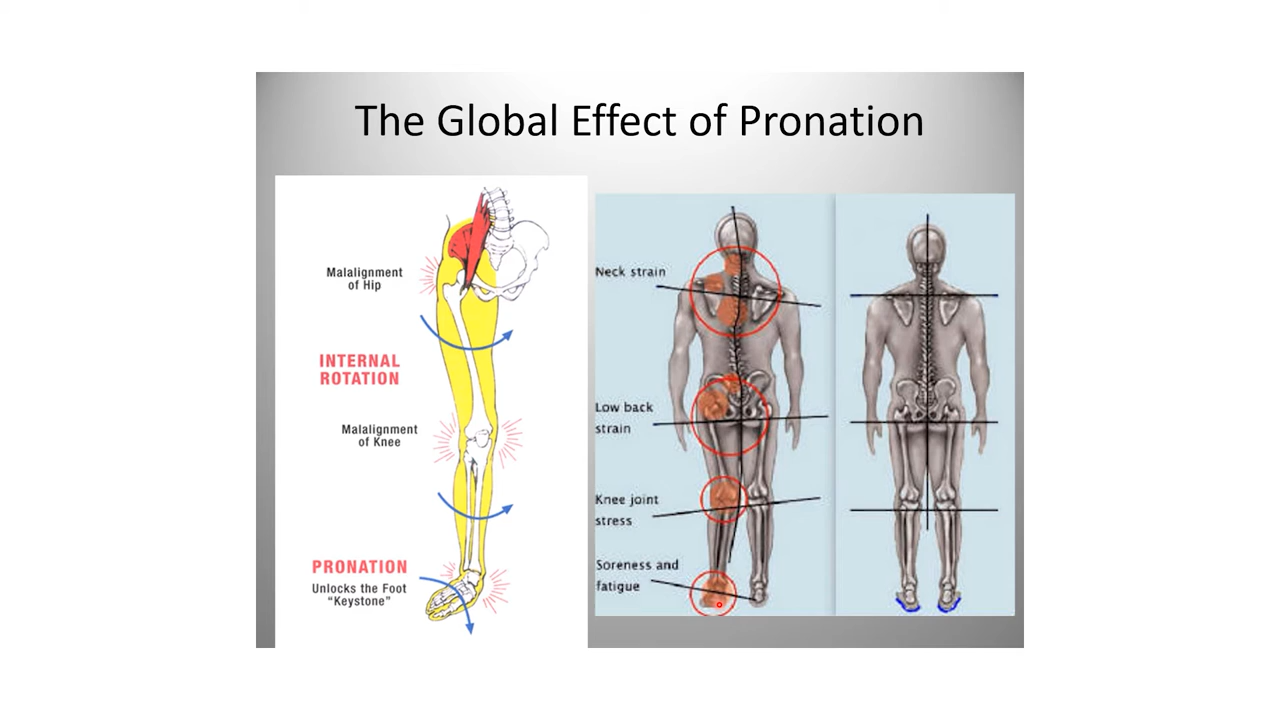 The Global Effect of Pronation
Malalignment
of Hip
INTERNAL
ROTATION
Malalignment
of Knee
PRONATION
Unlocks the Foot
“Keystone”
Neck strain
Low back
strain
Knee joint
stress
Soreness and
fatigue